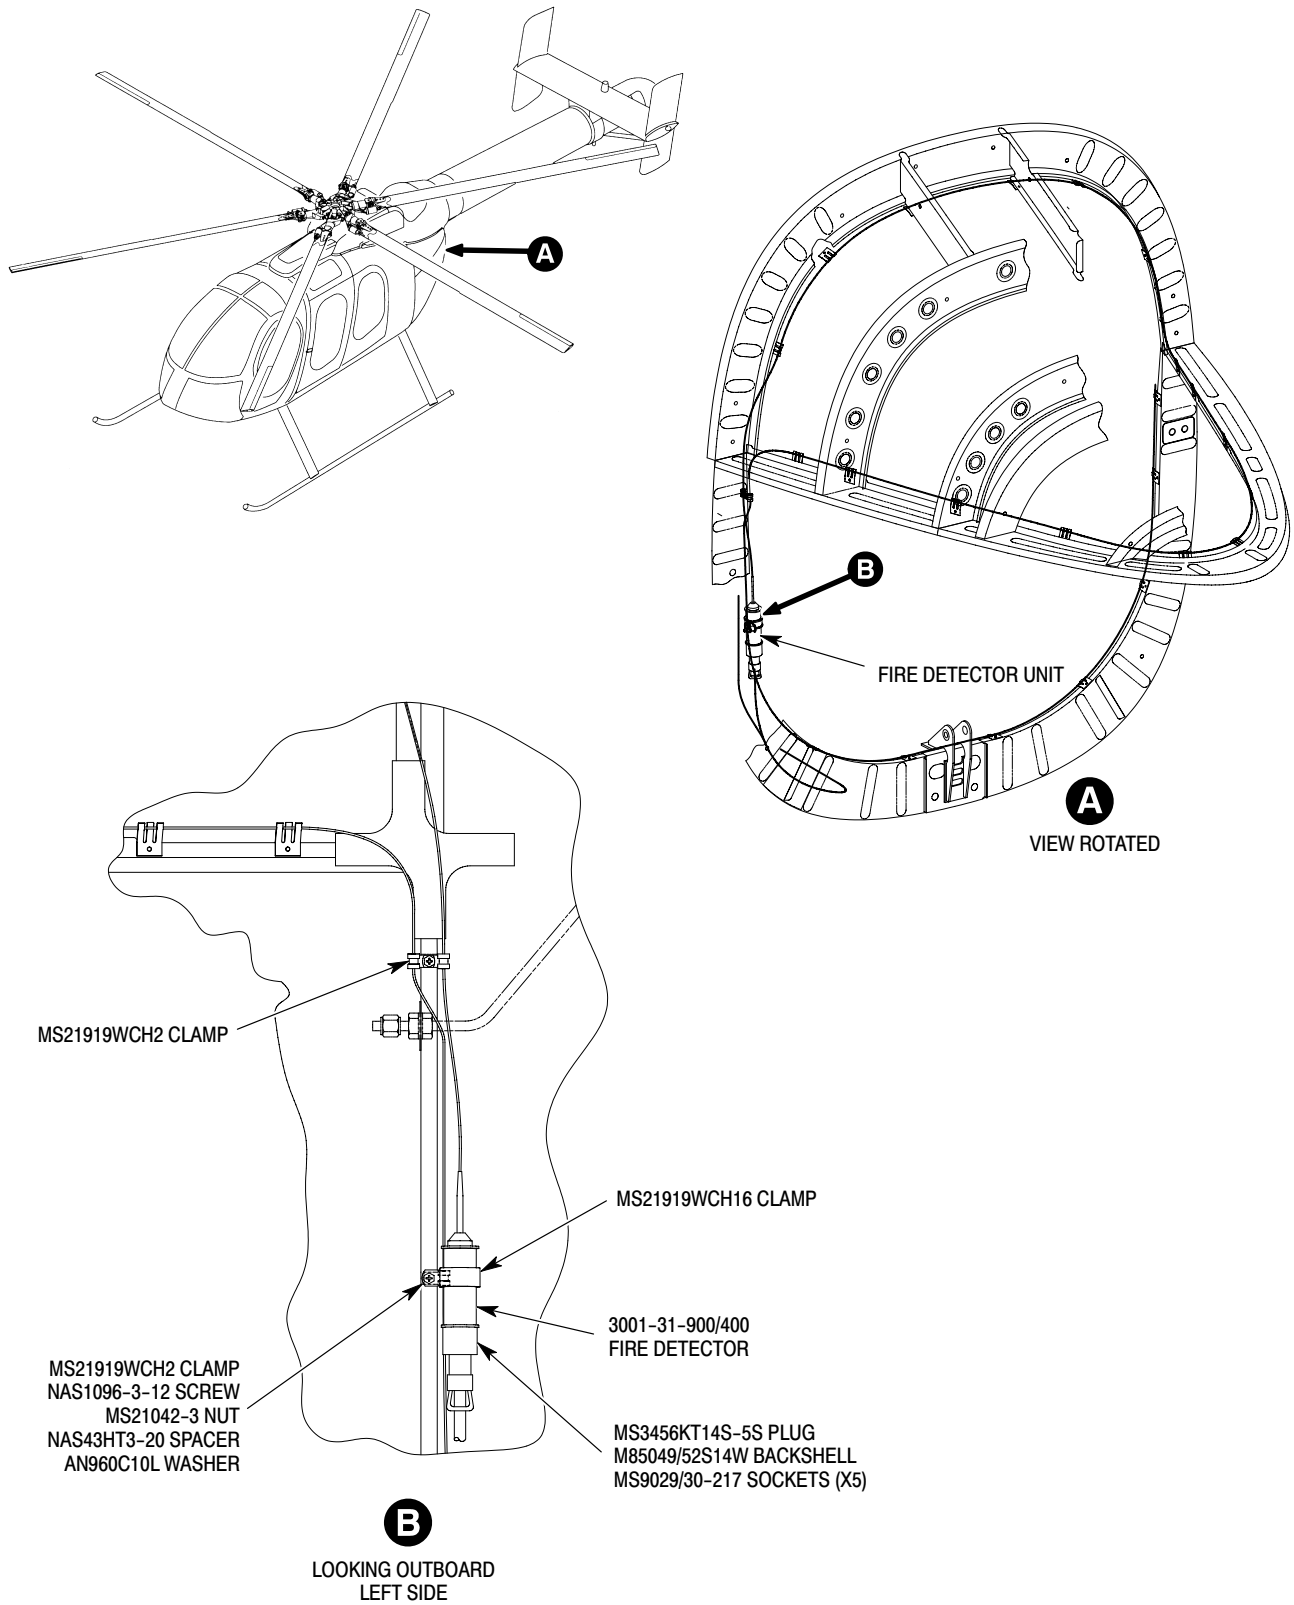 A
B
FIRE DETECTOR UNIT
A
VIEW ROTATED
MS21919WCH2 CLAMP
MS21919WCH16 CLAMP
3001-31-900/400
FIRE DETECTOR
MS21919WCH2 CLAMP
NAS1096-3-12 SCREW
MS21042-3 NUT
NAS43HT3-20 SPACER
AN960C10L WASHER
MS3456KT14S-5S PLUG
M85049/52S14W BACKSHELL
MS9029/30-217 SOCKETS (X5)
B
LOOKING OUTBOARD
LEFT SIDE